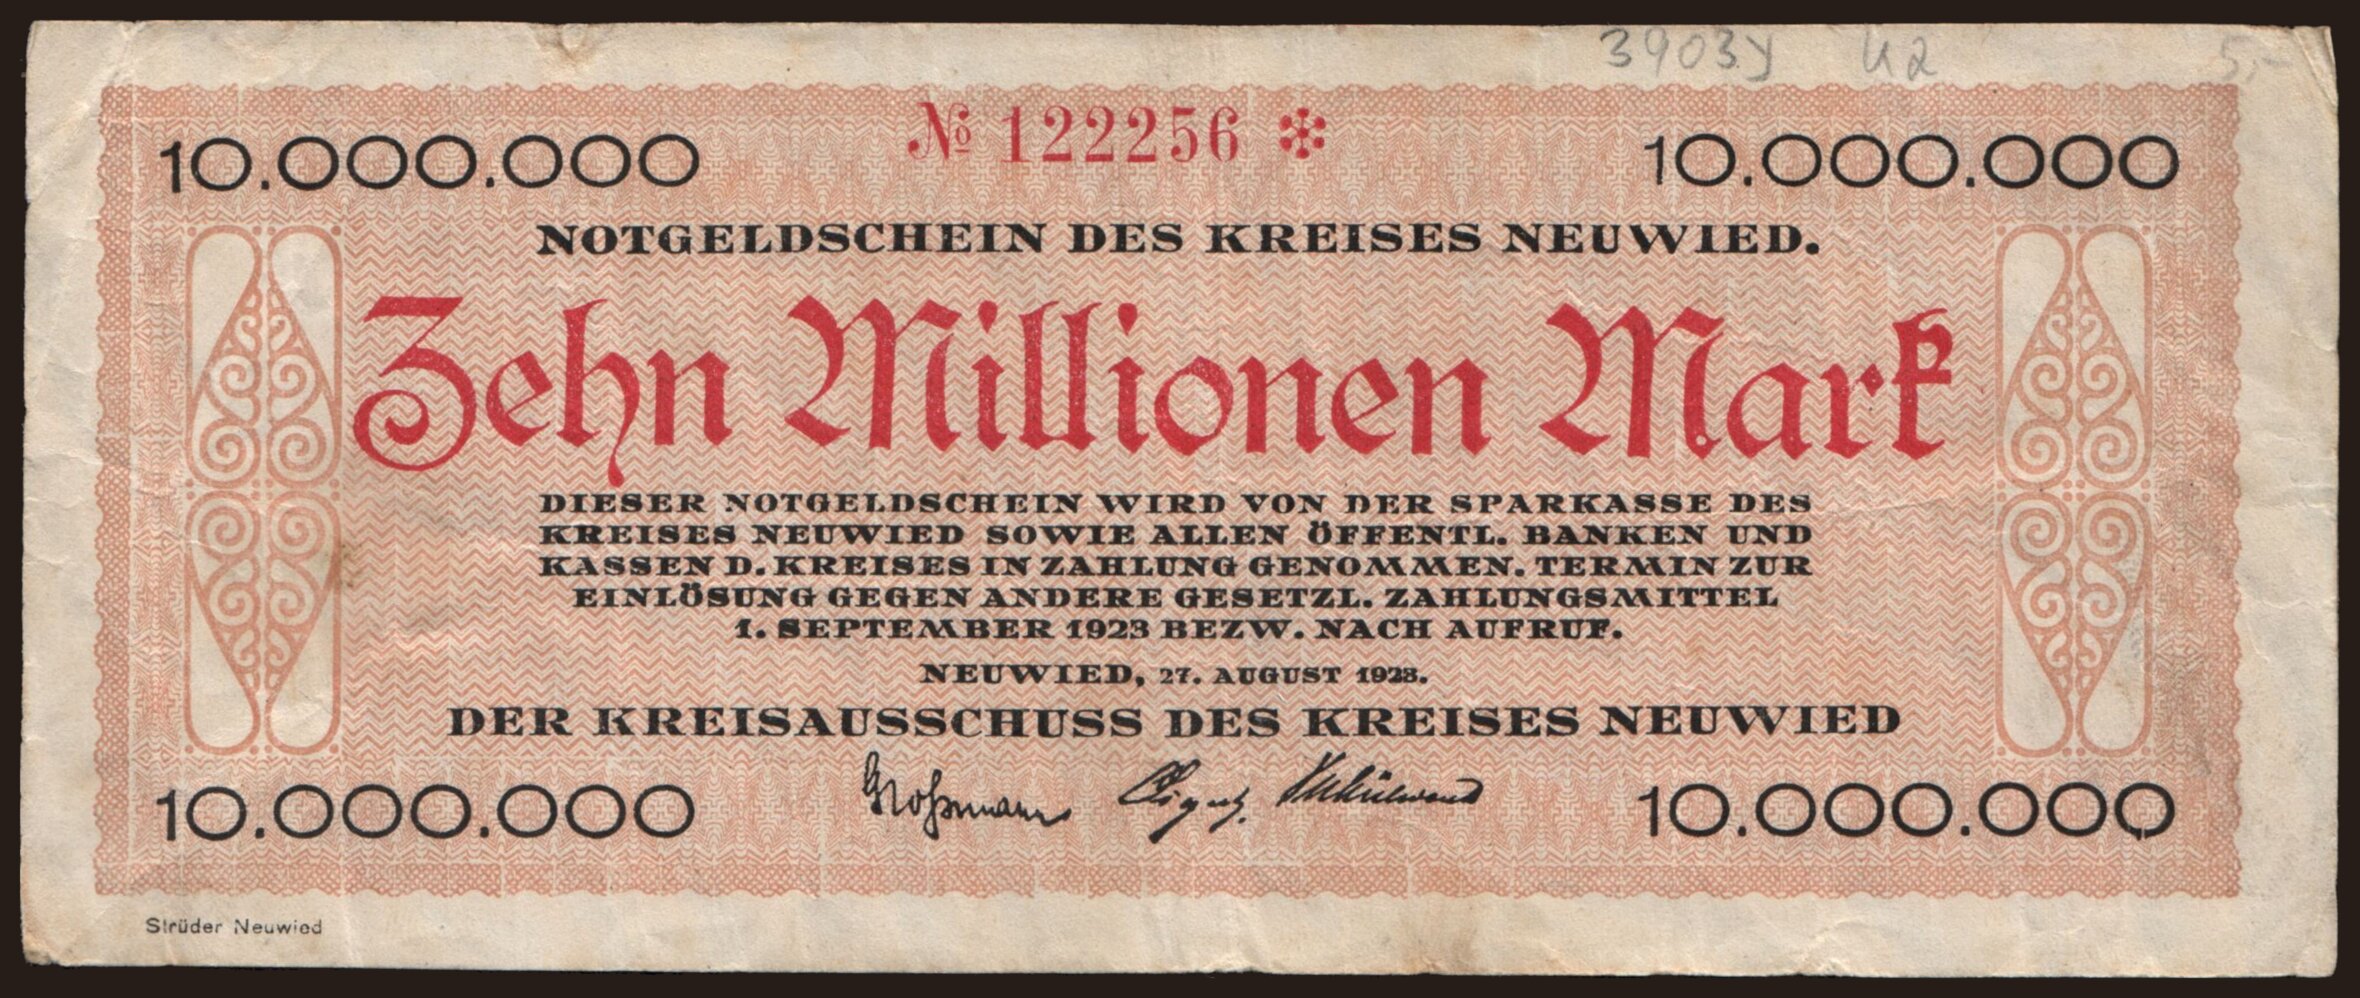 3903y U2 5,-
№ 122256 *
10.000.000 10.000.000
NOTGELDSCHEIN DES KREISES NEUWIED.
Zehn Millionen Mark
DIESER NOTGELDSCHEIN WIRD VON DER SPARKASSE DES
KREISES NEUWIED SOWIE ALLEN ÖFFENTL. BANKEN UND
KASSEN D. KREISES IN ZAHLUNG GENOMMEN. TERMIN ZUR
EINLÖSUNG GEGEN ANDERE GESETZL. ZAHLUNGSMITTEL
1. SEPTEMBER 1923 BEZW. NACH AUFRUF.
NEUWIED, 27. AUGUST 1923.
DER KREISAUSSCHUSS DES KREISES NEUWIED
Großmann
10.000.000 10.000.000
Strüder Neuwied